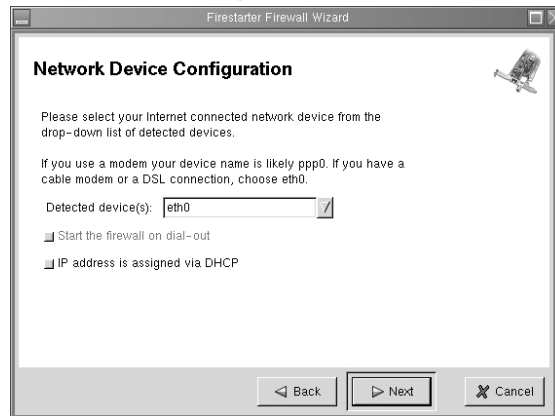 Firestarter Firewall Wizard
Network Device Configuration
Please select your Internet connected network device from the
drop-down list of detected devices.
If you use a modem your device name is likely ppp0. If you have a
cable modem or a DSL connection, choose eth0.
Detected device(s): eth0
Start the firewall on dial-out
IP address is assigned via DHCP
Back Next Cancel